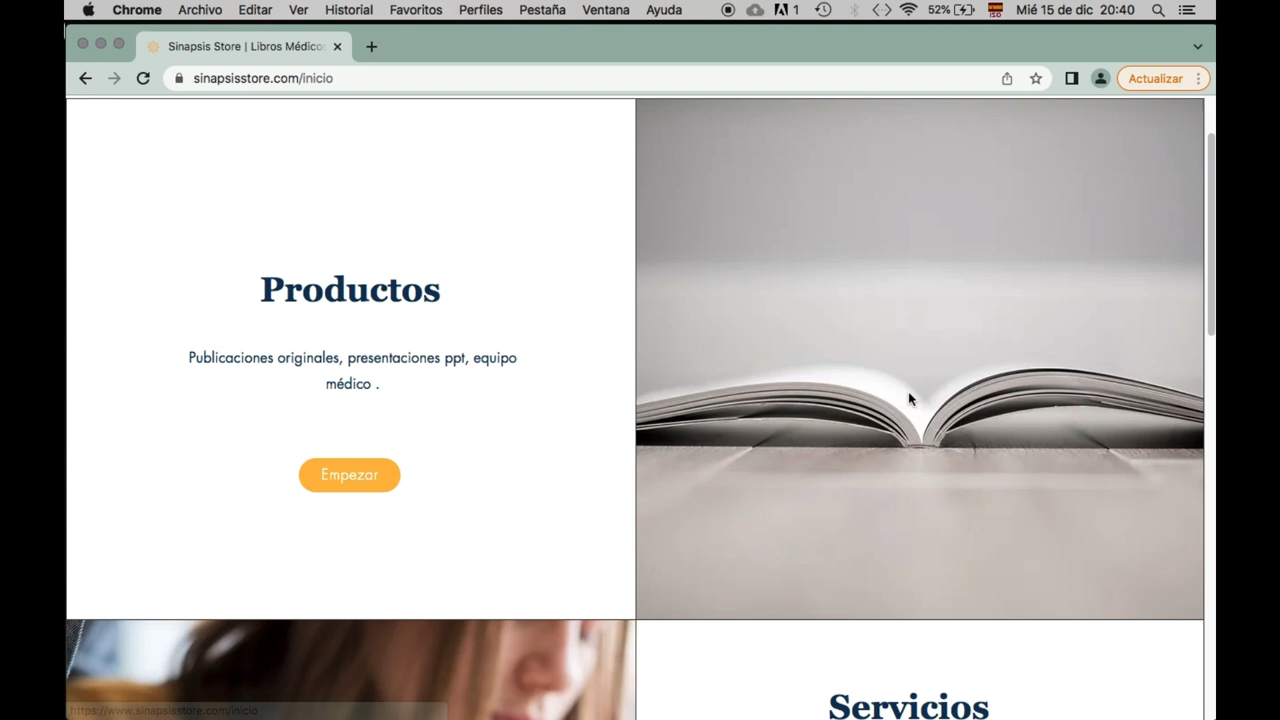 Chrome Archivo Editar Ver Historial Favoritos Perfiles Pestaña Ventana Ayuda 1 52% ISO Mié 15 de dic 20:40
Sinapsis Store | Libros Médicos
sinapsisstore.com/inicio Actualizar
Productos
Publicaciones originales, presentaciones ppt, equipo
médico .
Empezar
Servicios
https://www.sinapsisstore.com/inicio